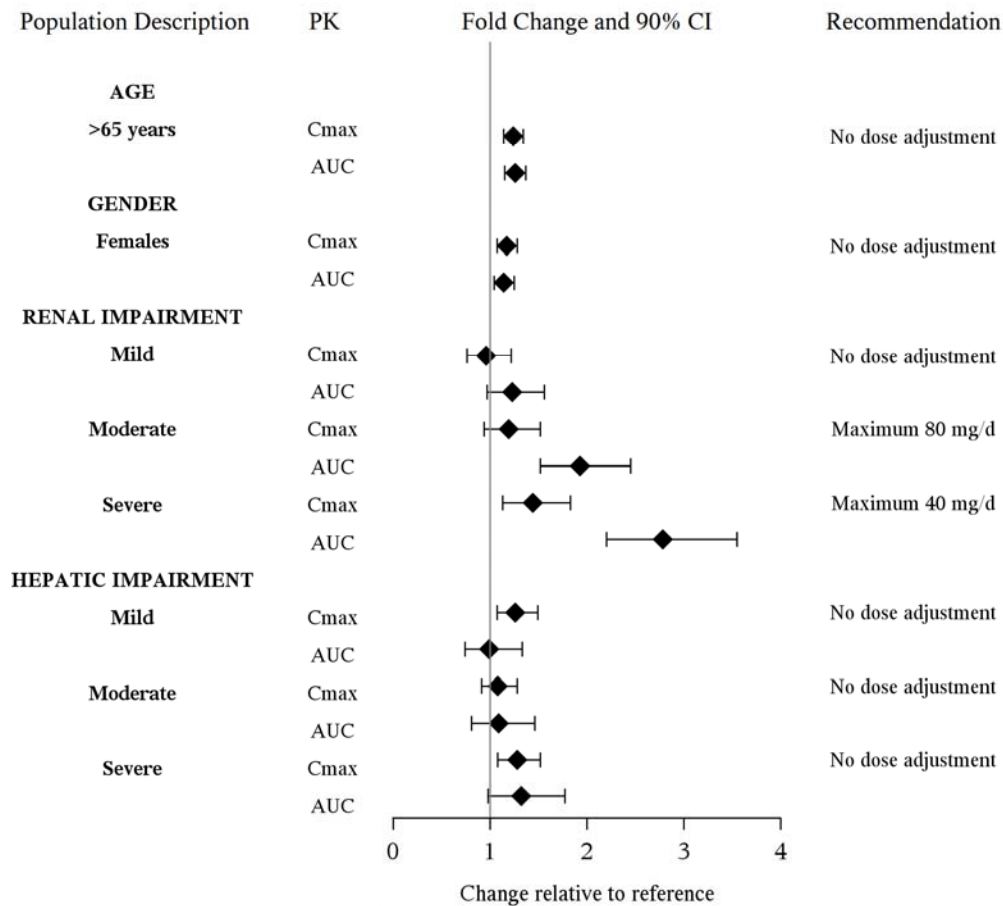 Population Description PK Fold Change and 90% CI Recommendation
AGE
>65 years Cmax No dose adjustment
AUC
GENDER
Females Cmax No dose adjustment
AUC
RENAL IMPAIRMENT
Mild Cmax No dose adjustment
AUC
Moderate Cmax Maximum 80 mg/d
AUC
Severe Cmax Maximum 40 mg/d
AUC
HEPATIC IMPAIRMENT
Mild Cmax No dose adjustment
AUC
Moderate Cmax No dose adjustment
AUC
Severe Cmax No dose adjustment
AUC
0 1 2 3 4
Change relative to reference